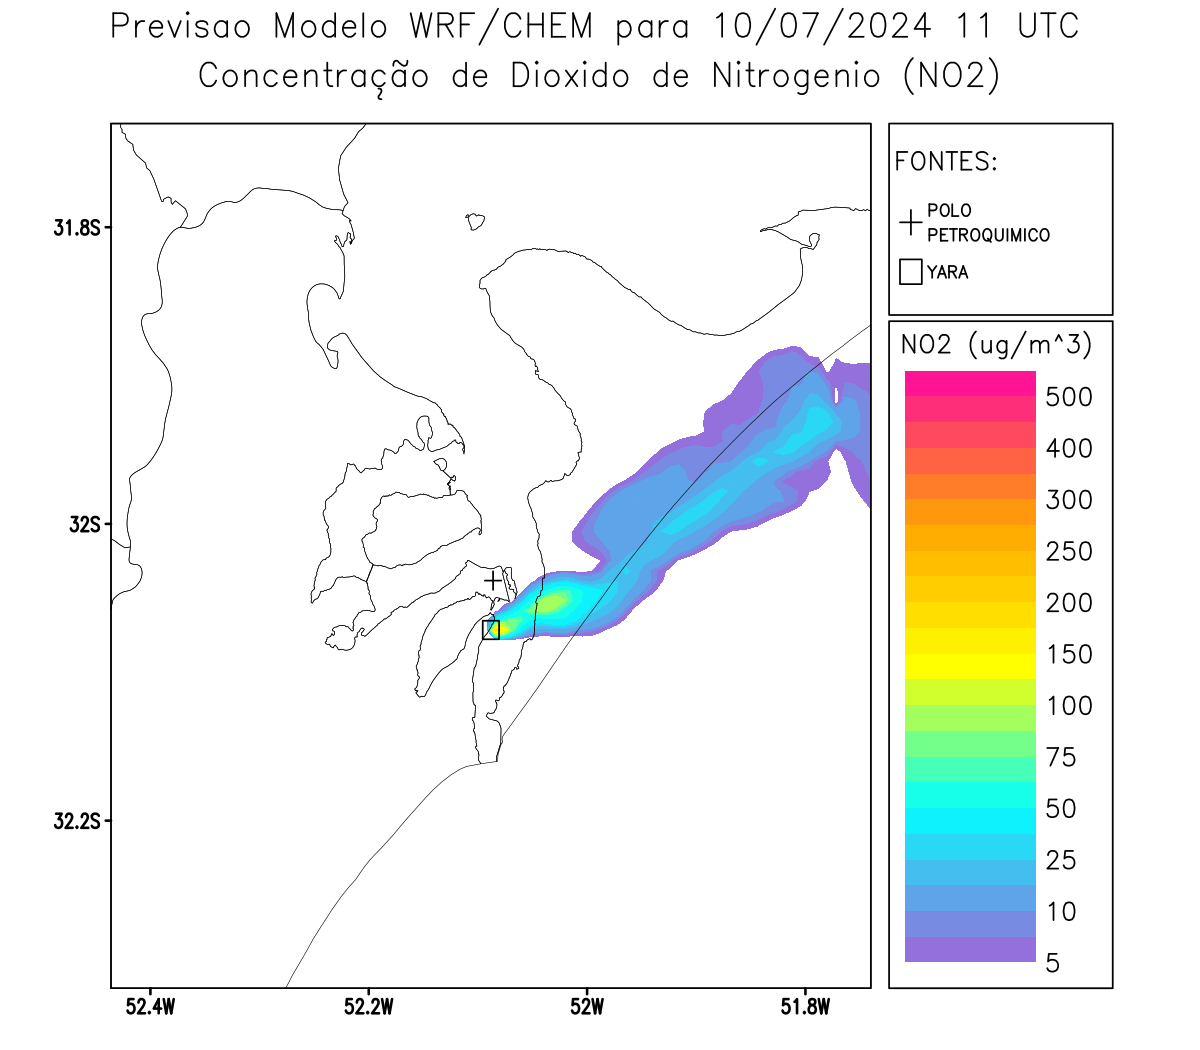 Previsao Modelo WRF/CHEM para 10/07/2024 11 UTC
Concentração de Dioxido de Nitrogenio (NO2)
FONTES:
POLO
PETROQUIMICO
YARA
NO2 (ug/m^3)
500
400
300
250
200
150
100
75
50
25
10
5
31.8S
32S
32.2S
52.4W
52.2W
52W
51.8W